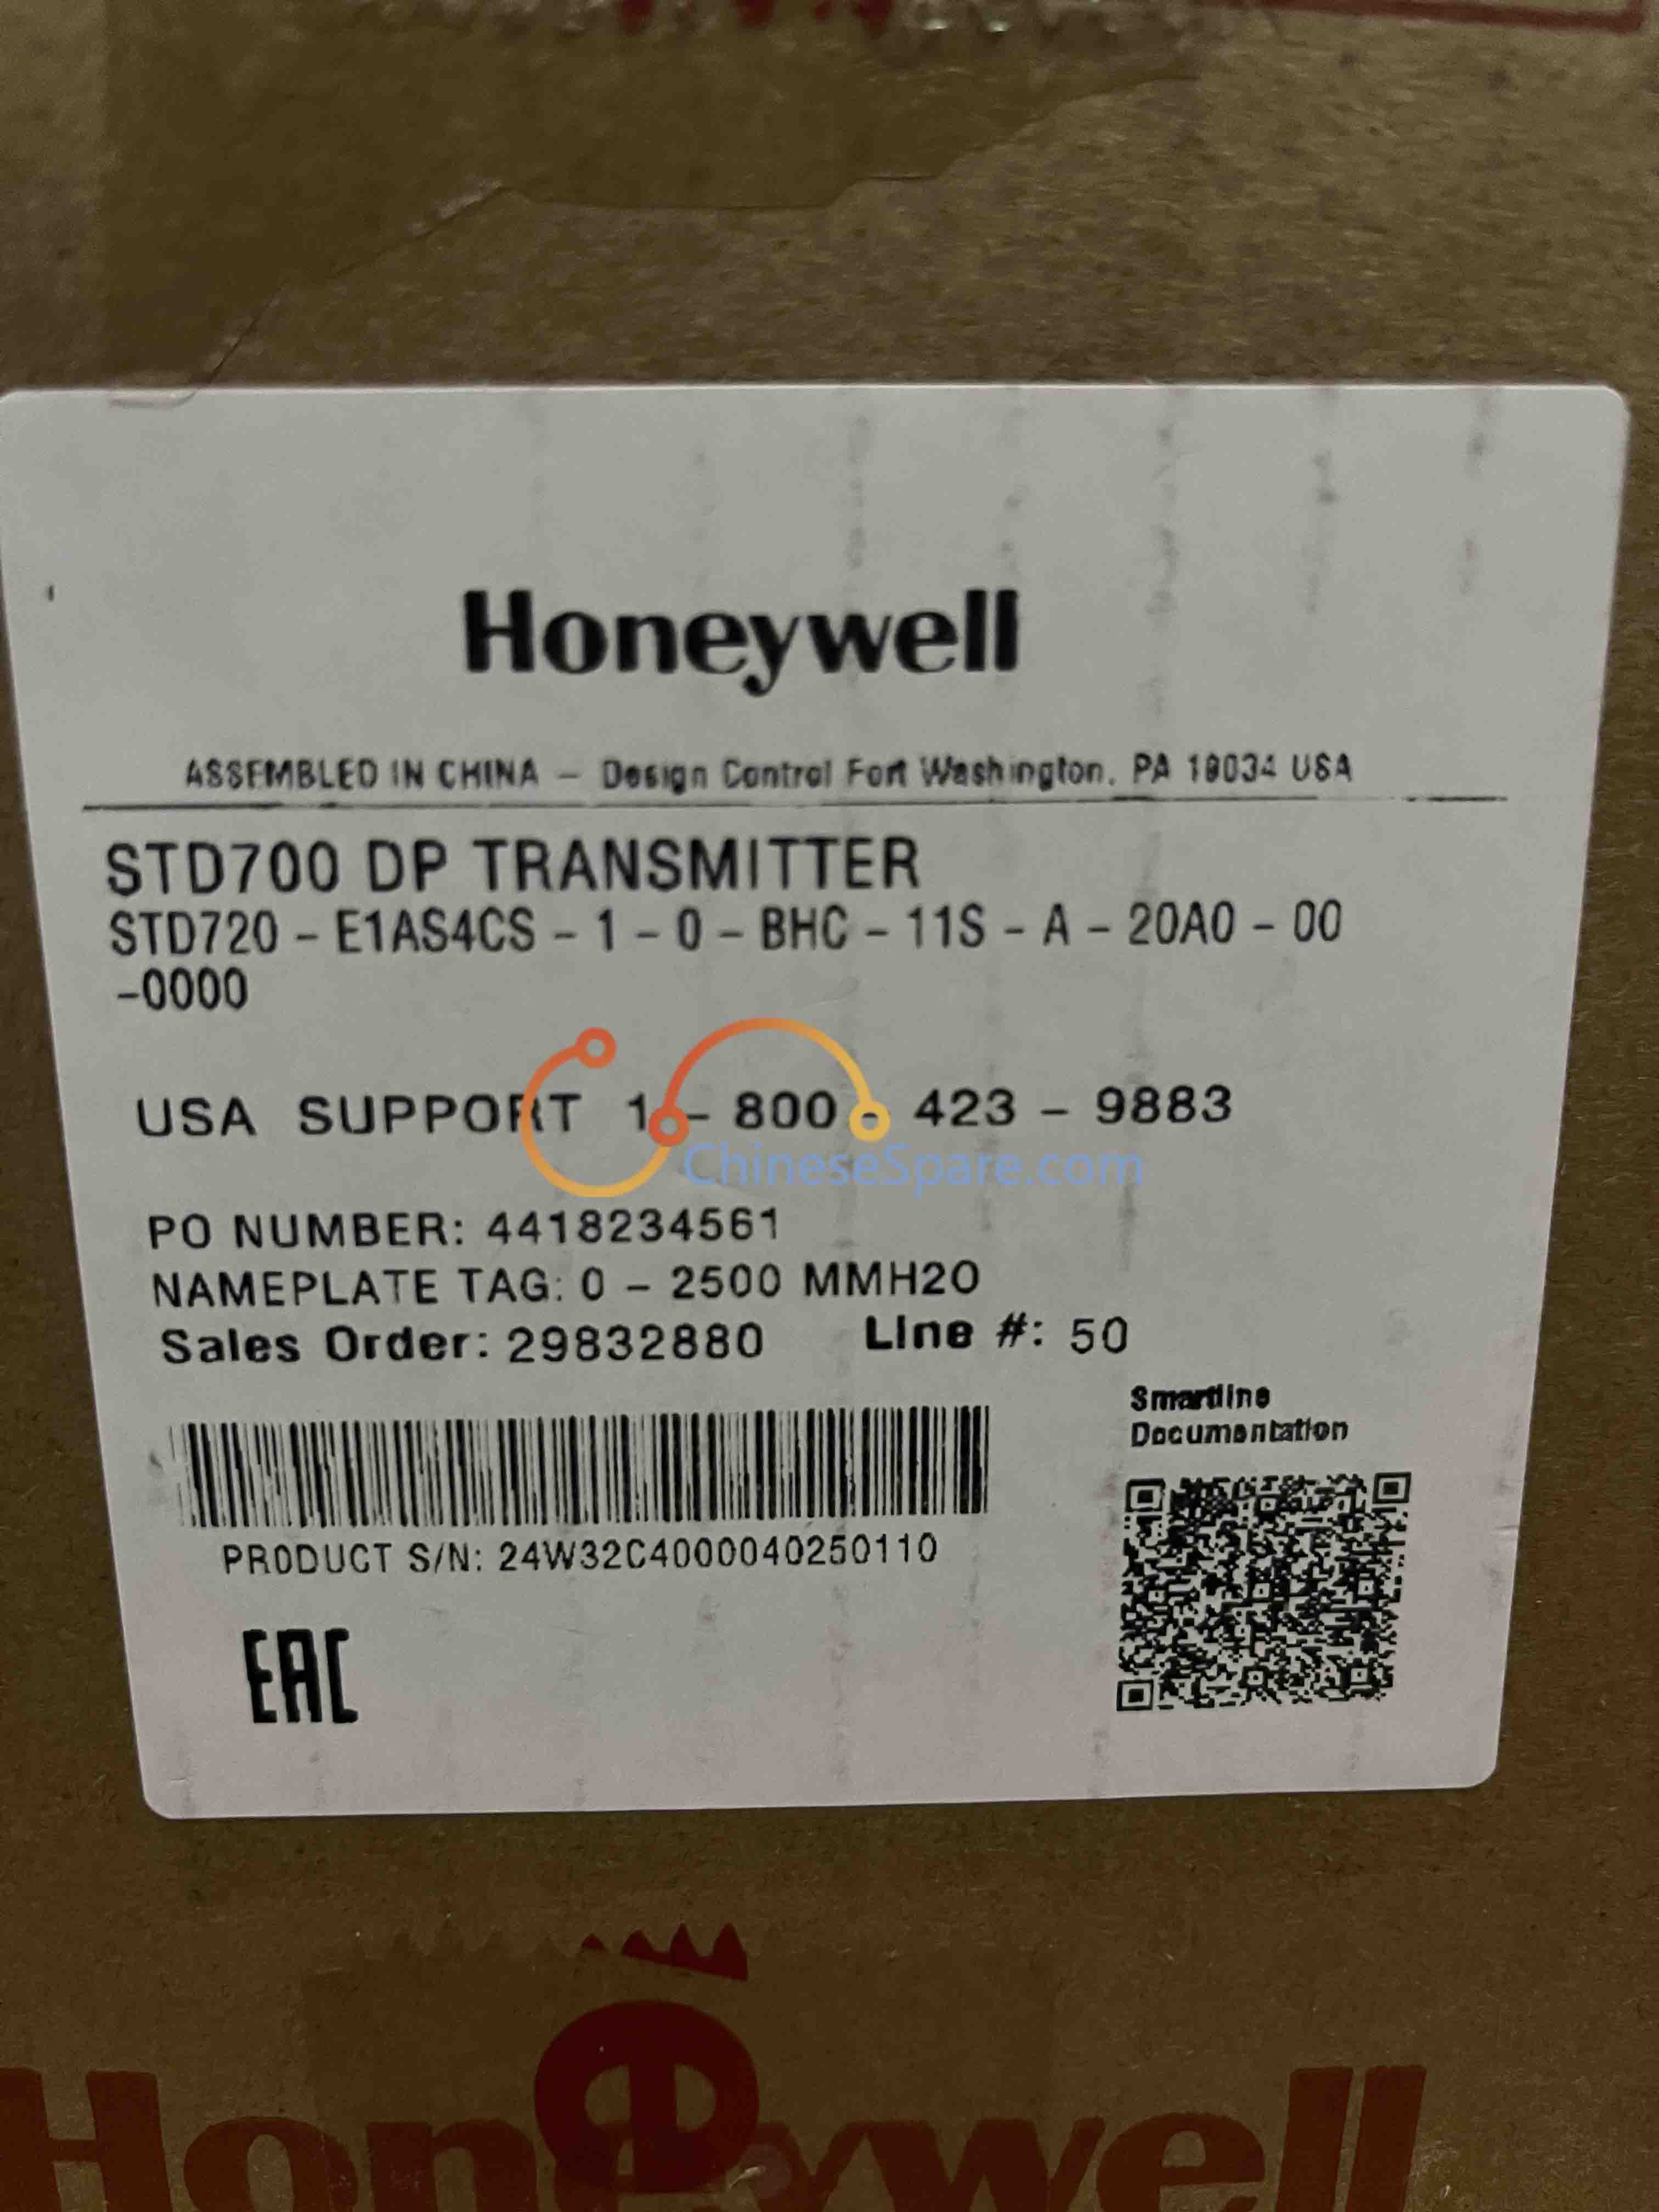 Honeywell
ASSEMBLED IN CHINA – Design Control Fort Washington, PA 19034 USA
STD700 DP TRANSMITTER
STD720 – E1AS4CS – 1 – 0 – BHC – 11S – A – 20A0 – 00
-0000
USA SUPPORT 1 – 800 – 423 – 9883
ChineseSpare.com
PO NUMBER: 4418234561
NAMEPLATE TAG: 0 – 2500 MMH2O
Sales Order: 29832880 Line #: 50
Smartline
Documentation
PRODUCT S/N: 24W32C4000040250110
EAC
Honeywell